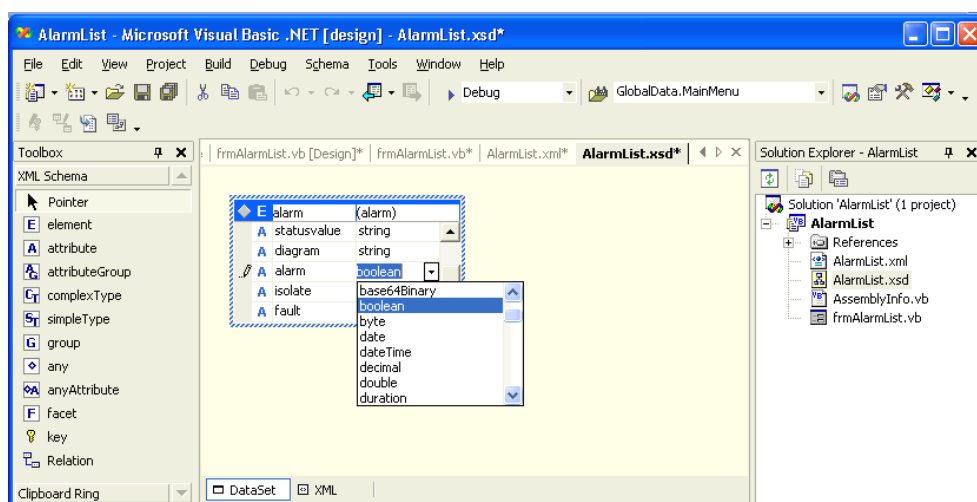 AlarmList - Microsoft Visual Basic .NET [design] - AlarmList.xsd*
File Edit View Project Build Debug Schema Tools Window Help
Debug GlobalData.MainMenu
Toolbox
XML Schema
Pointer
E element
A attribute
attributeGroup
CT complexType
ST simpleType
G group
any
anyAttribute
F facet
key
Relation
Clipboard Ring
frmAlarmList.vb [Design]* frmAlarmList.vb* AlarmList.xml* AlarmList.xsd*
E alarm (alarm)
A statusvalue string
A diagram string
A alarm boolean
A isolate
A fault
base64Binary
boolean
byte
date
dateTime
decimal
double
duration
DataSet XML
Solution Explorer - AlarmList
Solution 'AlarmList' (1 project)
AlarmList
References
AlarmList.xml
AlarmList.xsd
AssemblyInfo.vb
frmAlarmList.vb